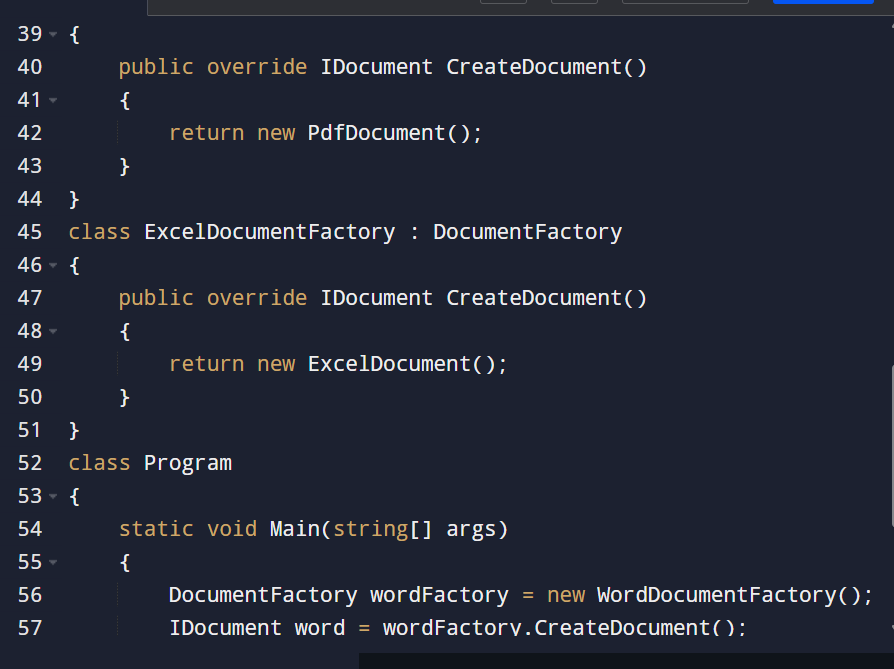 39 {
40 public override IDocument CreateDocument()
41 {
42 return new PdfDocument();
43 }
44 }
45 class ExcelDocumentFactory : DocumentFactory
46 {
47 public override IDocument CreateDocument()
48 {
49 return new ExcelDocument();
50 }
51 }
52 class Program
53 {
54 static void Main(string[] args)
55 {
56 DocumentFactory wordFactory = new WordDocumentFactory();
57 IDocument word = wordFactory.CreateDocument();